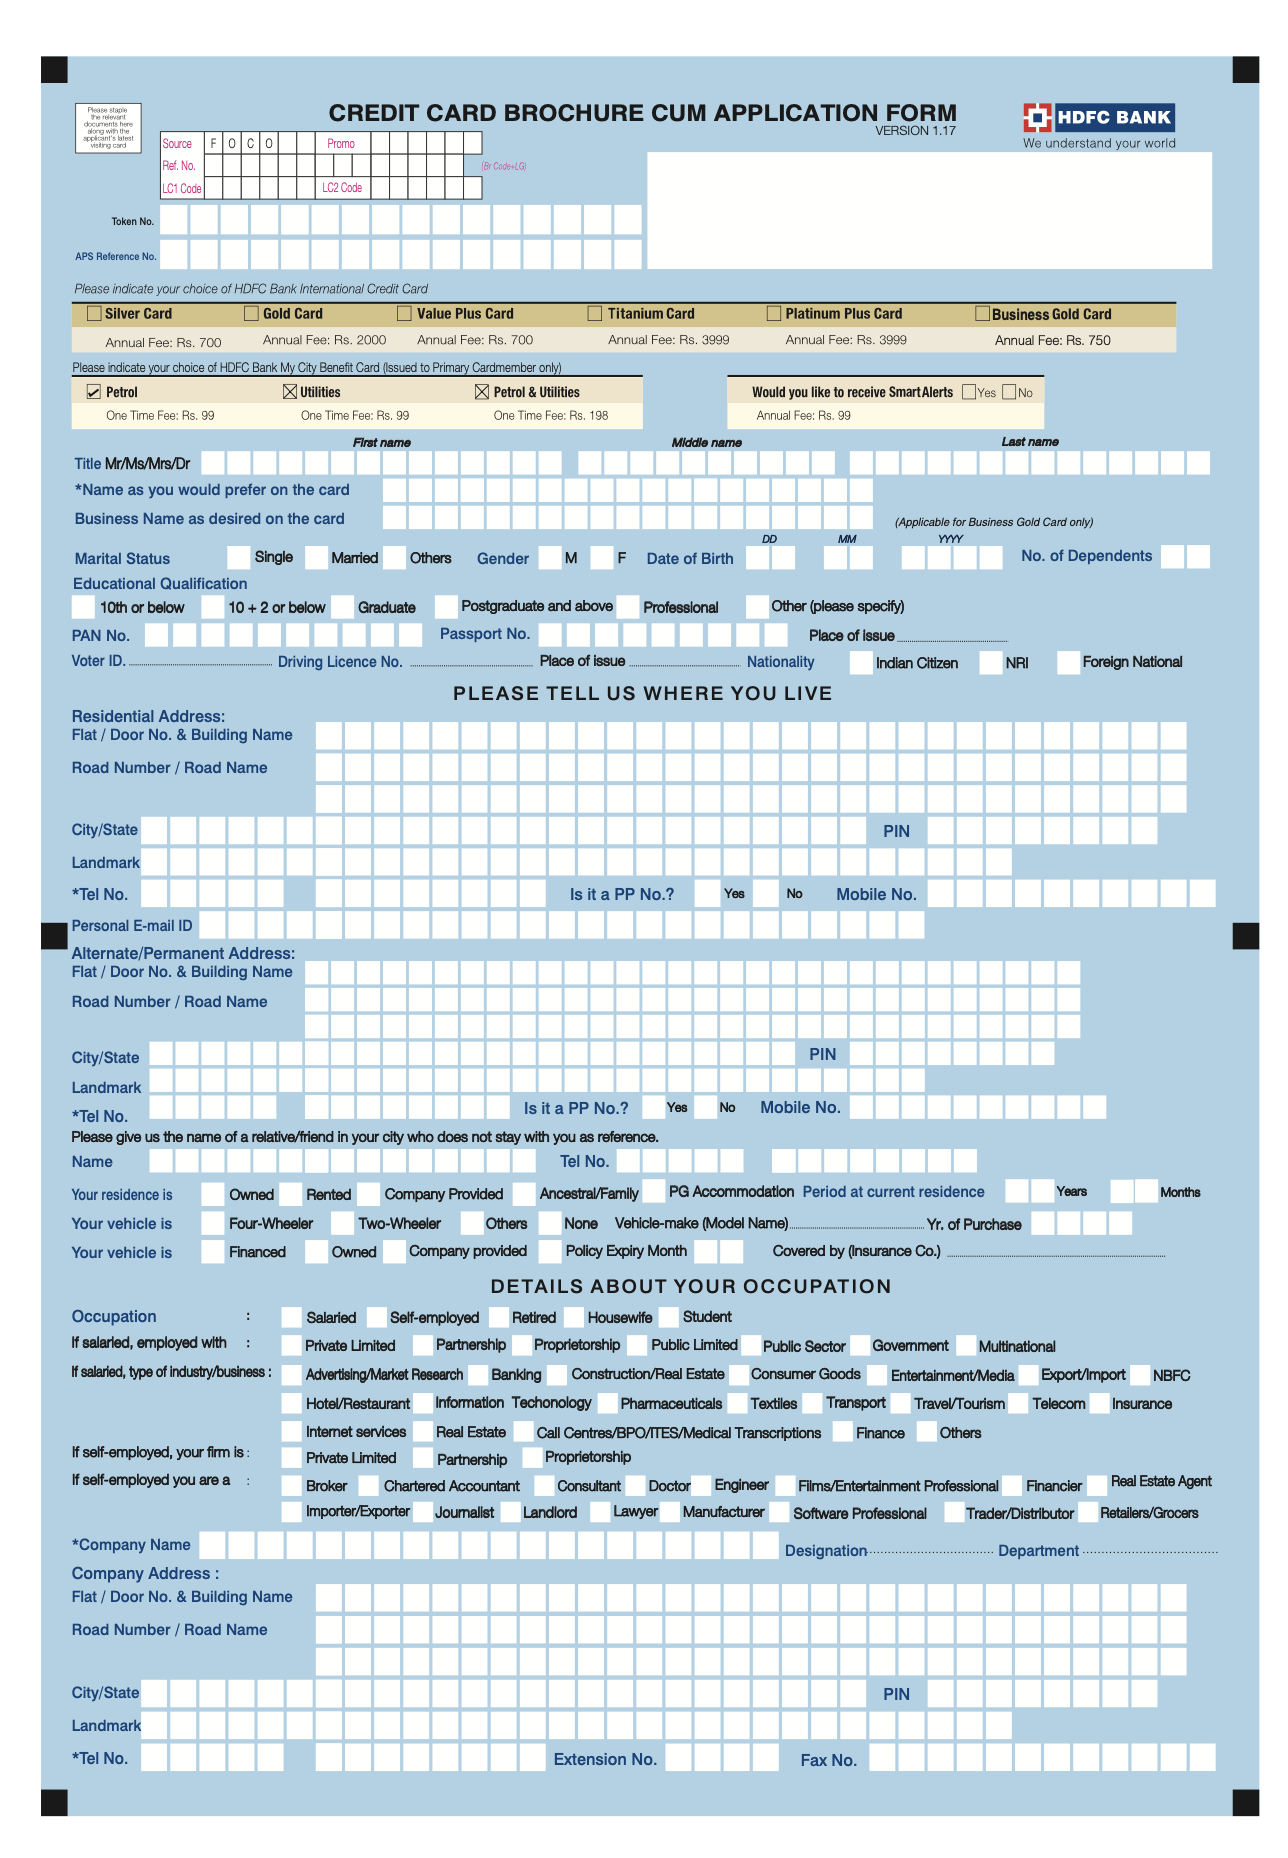 Please staple
the relevant
documents here
along with the
applicant's latest
visiting card
CREDIT CARD BROCHURE CUM APPLICATION FORM
VERSION 1.17
HDFC BANK
We understand your world
Source F O C O Promo
Ref. No. (Br Code+LG)
LC1 Code LC2 Code
Token No.
APS Reference No.
Please indicate your choice of HDFC Bank International Credit Card
Silver Card Gold Card Value Plus Card Titanium Card Platinum Plus Card Business Gold Card
Annual Fee: Rs. 700 Annual Fee: Rs. 2000 Annual Fee: Rs. 700 Annual Fee: Rs. 3999 Annual Fee: Rs. 3999 Annual Fee: Rs. 750
Please indicate your choice of HDFC Bank My City Benefit Card (Issued to Primary Cardmember only)
Petrol Utilities Petrol & Utilities Would you like to receive SmartAlerts Yes No
One Time Fee: Rs. 99 One Time Fee: Rs. 99 One Time Fee: Rs. 198 Annual Fee: Rs. 99
First name Middle name Last name
Title Mr/Ms/Mrs/Dr
*Name as you would prefer on the card
Business Name as desired on the card (Applicable for Business Gold Card only)
DD MM YYYY
Marital Status Single Married Others Gender M F Date of Birth No. of Dependents
Educational Qualification
10th or below 10 + 2 or below Graduate Postgraduate and above Professional Other (please specify)
PAN No. Passport No. Place of issue
Voter ID. Driving Licence No. Place of issue Nationality Indian Citizen NRI Foreign National
PLEASE TELL US WHERE YOU LIVE
Residential Address:
Flat / Door No. & Building Name
Road Number / Road Name
City/State PIN
Landmark
*Tel No. Is it a PP No.? Yes No Mobile No.
Personal E-mail ID
Alternate/Permanent Address:
Flat / Door No. & Building Name
Road Number / Road Name
City/State PIN
Landmark
*Tel No. Is it a PP No.? Yes No Mobile No.
Please give us the name of a relative/friend in your city who does not stay with you as reference.
Name Tel No.
Your residence is Owned Rented Company Provided Ancestral/Family PG Accommodation Period at current residence Years Months
Your vehicle is Four-Wheeler Two-Wheeler Others None Vehicle-make (Model Name) Yr. of Purchase
Your vehicle is Financed Owned Company provided Policy Expiry Month Covered by (Insurance Co.)
DETAILS ABOUT YOUR OCCUPATION
Occupation : Salaried Self-employed Retired Housewife Student
If salaried, employed with : Private Limited Partnership Proprietorship Public Limited Public Sector Government Multinational
If salaried, type of industry/business : Advertising/Market Research Banking Construction/Real Estate Consumer Goods Entertainment/Media Export/Import NBFC
Hotel/Restaurant Information Techonology Pharmaceuticals Textiles Transport Travel/Tourism Telecom Insurance
Internet services Real Estate Call Centres/BPO/ITES/Medical Transcriptions Finance Others
If self-employed, your firm is : Private Limited Partnership Proprietorship
If self-employed you are a : Broker Chartered Accountant Consultant Doctor Engineer Films/Entertainment Professional Financier Real Estate Agent
Importer/Exporter Journalist Landlord Lawyer Manufacturer Software Professional Trader/Distributor Retailers/Grocers
*Company Name Designation Department
Company Address :
Flat / Door No. & Building Name
Road Number / Road Name
City/State PIN
Landmark
*Tel No. Extension No. Fax No.